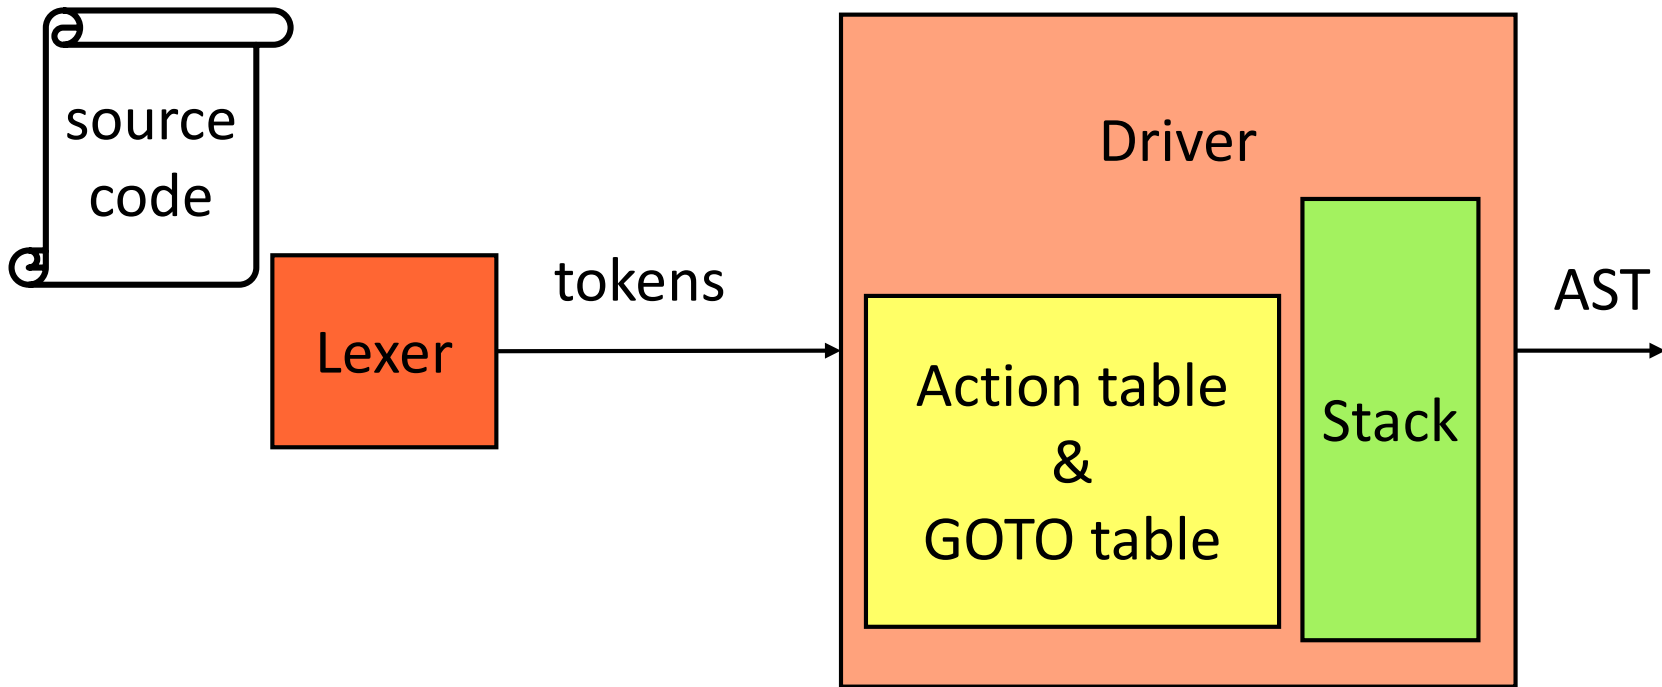 source
code
Lexer
tokens
Driver
Action table
&
GOTO table
Stack
AST